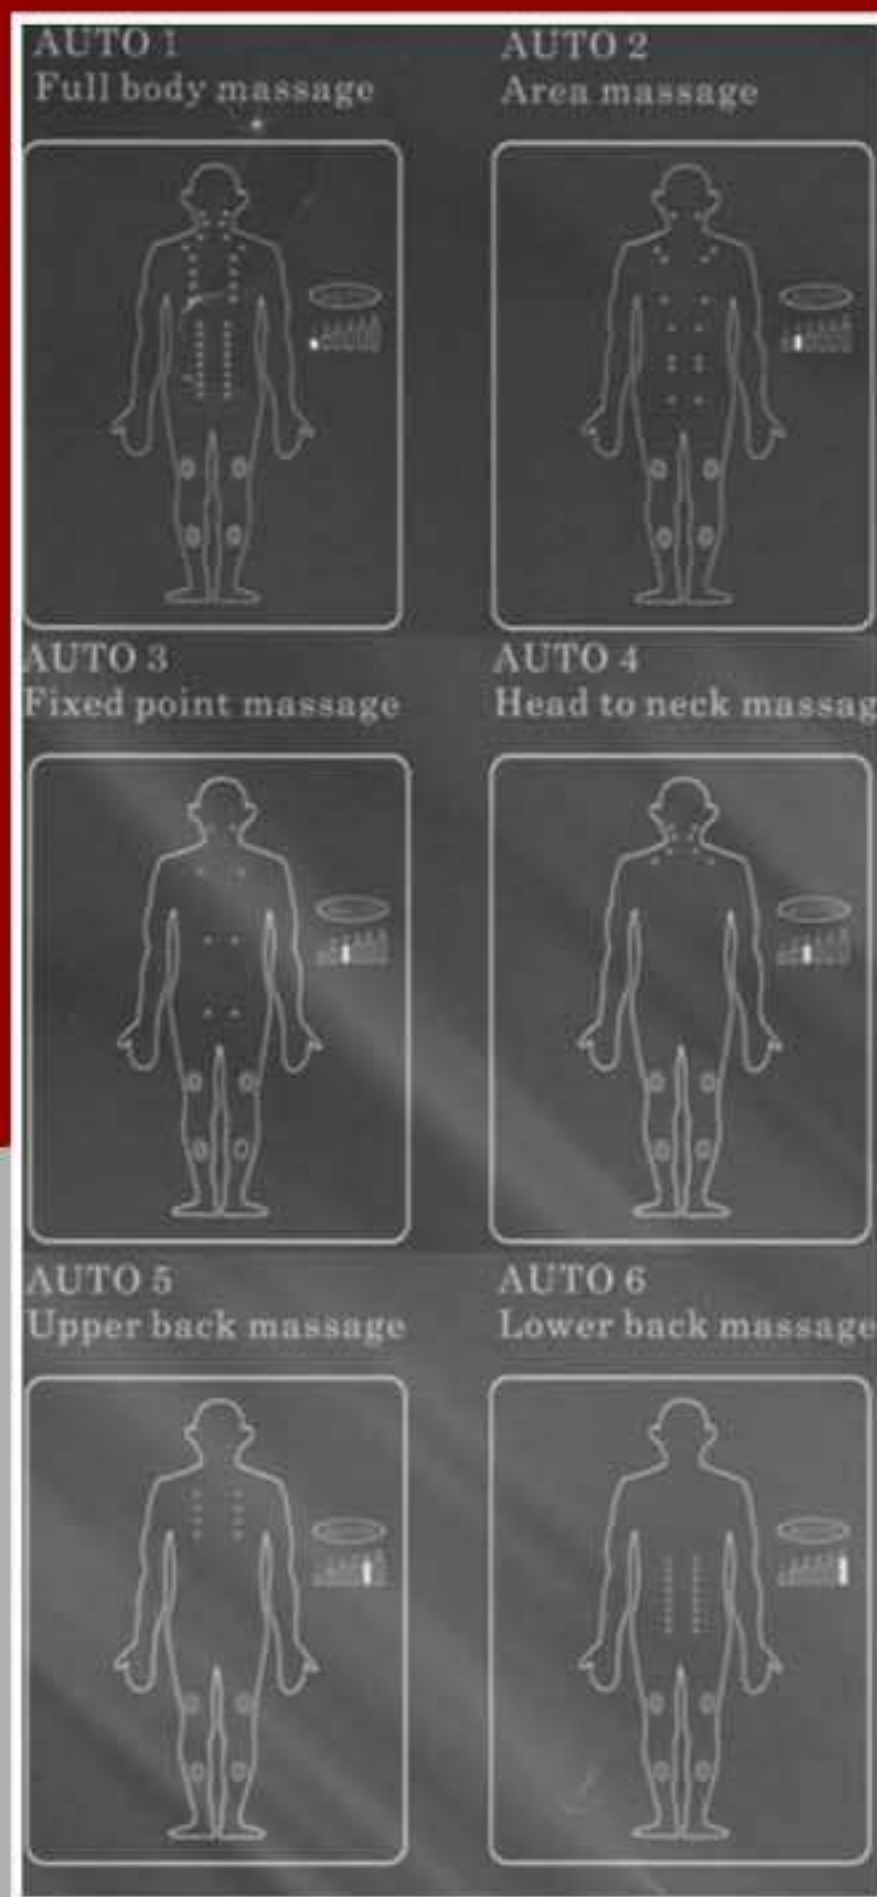 AUTO 1
Full body massage
AUTO 2
Area massage
AUTO 3
Fixed point massage
AUTO 4
Head to neck massag
AUTO 5
Upper back massage
AUTO 6
Lower back massage